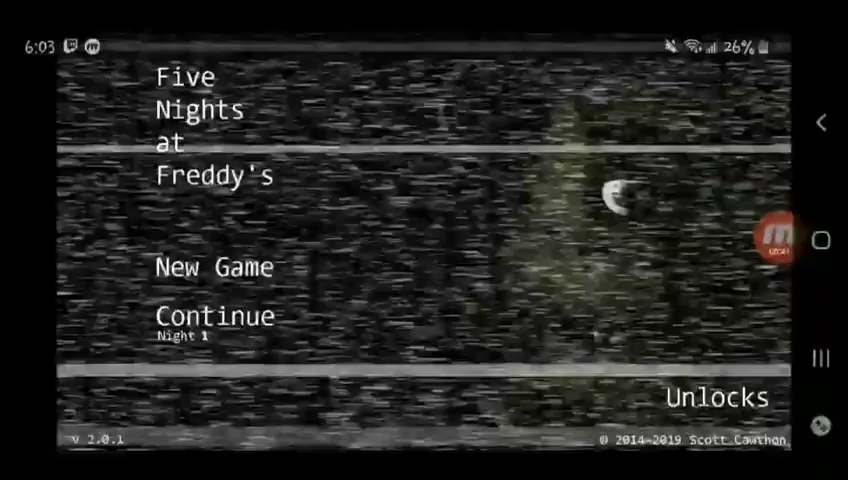 6:03 26%
Five
Nights
at
Freddy's
New Game
Continue
Night 1
Unlocks
v 2.0.1 © 2014-2019 Scott Cawthon